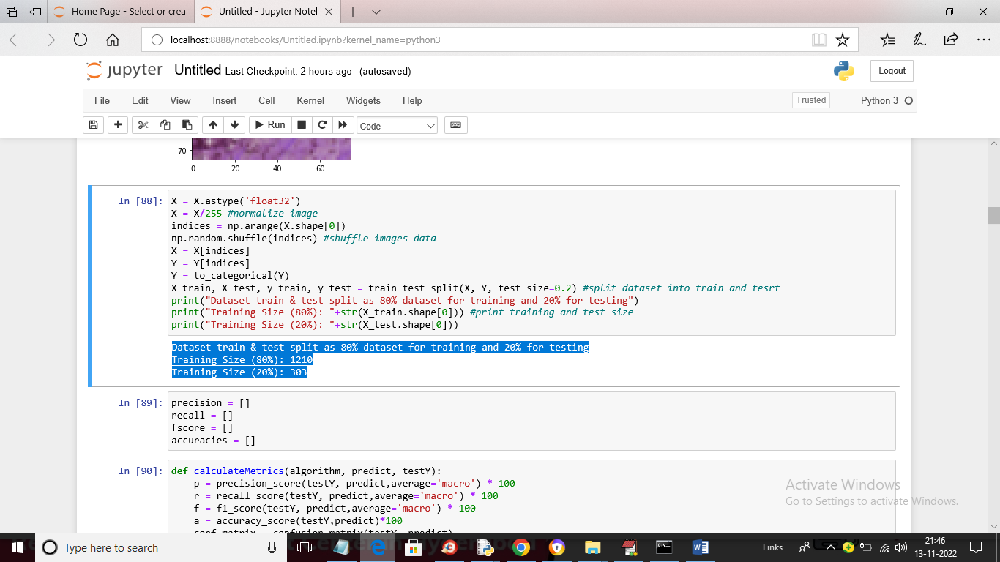 Home Page - Select or creat
Untitled - Jupyter Notel
localhost:8888/notebooks/Untitled.ipynb?kernel_name=python3
jupyter Untitled Last Checkpoint: 2 hours ago (autosaved)
Logout
File Edit View Insert Cell Kernel Widgets Help
Trusted
Python 3
Run
Code
70
0 20 40 60
In [88]:
X = X.astype('float32')
X = X/255 #normalize image
indices = np.arange(X.shape[0])
np.random.shuffle(indices) #shuffle images data
X = X[indices]
Y = Y[indices]
Y = to_categorical(Y)
X_train, X_test, y_train, y_test = train_test_split(X, Y, test_size=0.2) #split dataset into train and tesrt
print("Dataset train & test split as 80% dataset for training and 20% for testing")
print("Training Size (80%): "+str(X_train.shape[0])) #print training and test size
print("Training Size (20%): "+str(X_test.shape[0]))
Dataset train & test split as 80% dataset for training and 20% for testing
Training Size (80%): 1210
Training Size (20%): 303
In [89]:
precision = []
recall = []
fscore = []
accuracies = []
In [90]:
def calculateMetrics(algorithm, predict, testY):
p = precision_score(testY, predict,average='macro') * 100
r = recall_score(testY, predict,average='macro') * 100
f = f1_score(testY, predict,average='macro') * 100
a = accuracy_score(testY,predict)*100
Activate Windows
Go to Settings to activate Windows.
Type here to search
Links
21:46
13-11-2022